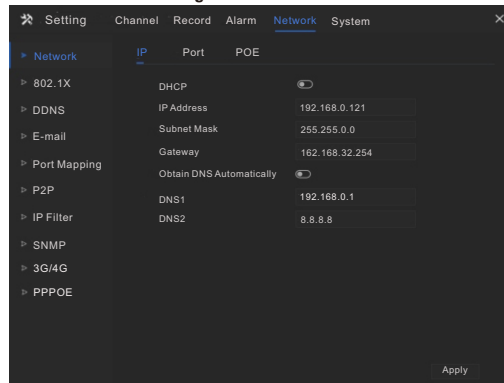 Setting Channel Record Alarm Network System
Network IP Port POE
802.1X DHCP
DDNS IP Address 192.168.0.121
E-mail Subnet Mask 255.255.0.0
Port Mapping Gateway 162.168.32.254
Obtain DNS Automatically
P2P DNS1 192.168.0.1
IP Filter DNS2 8.8.8.8
SNMP
3G/4G
PPPOE
Apply